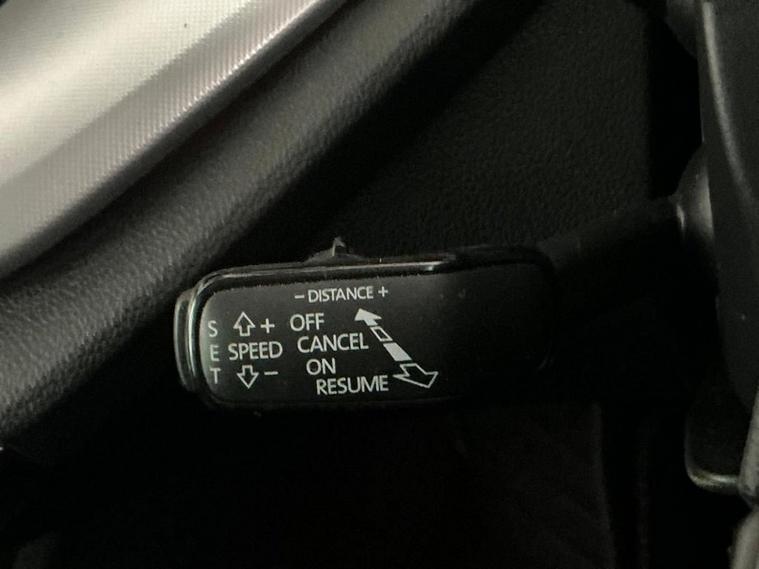 − DISTANCE +
S ⇧ + OFF
E SPEED CANCEL
T ⇩ − ON
RESUME